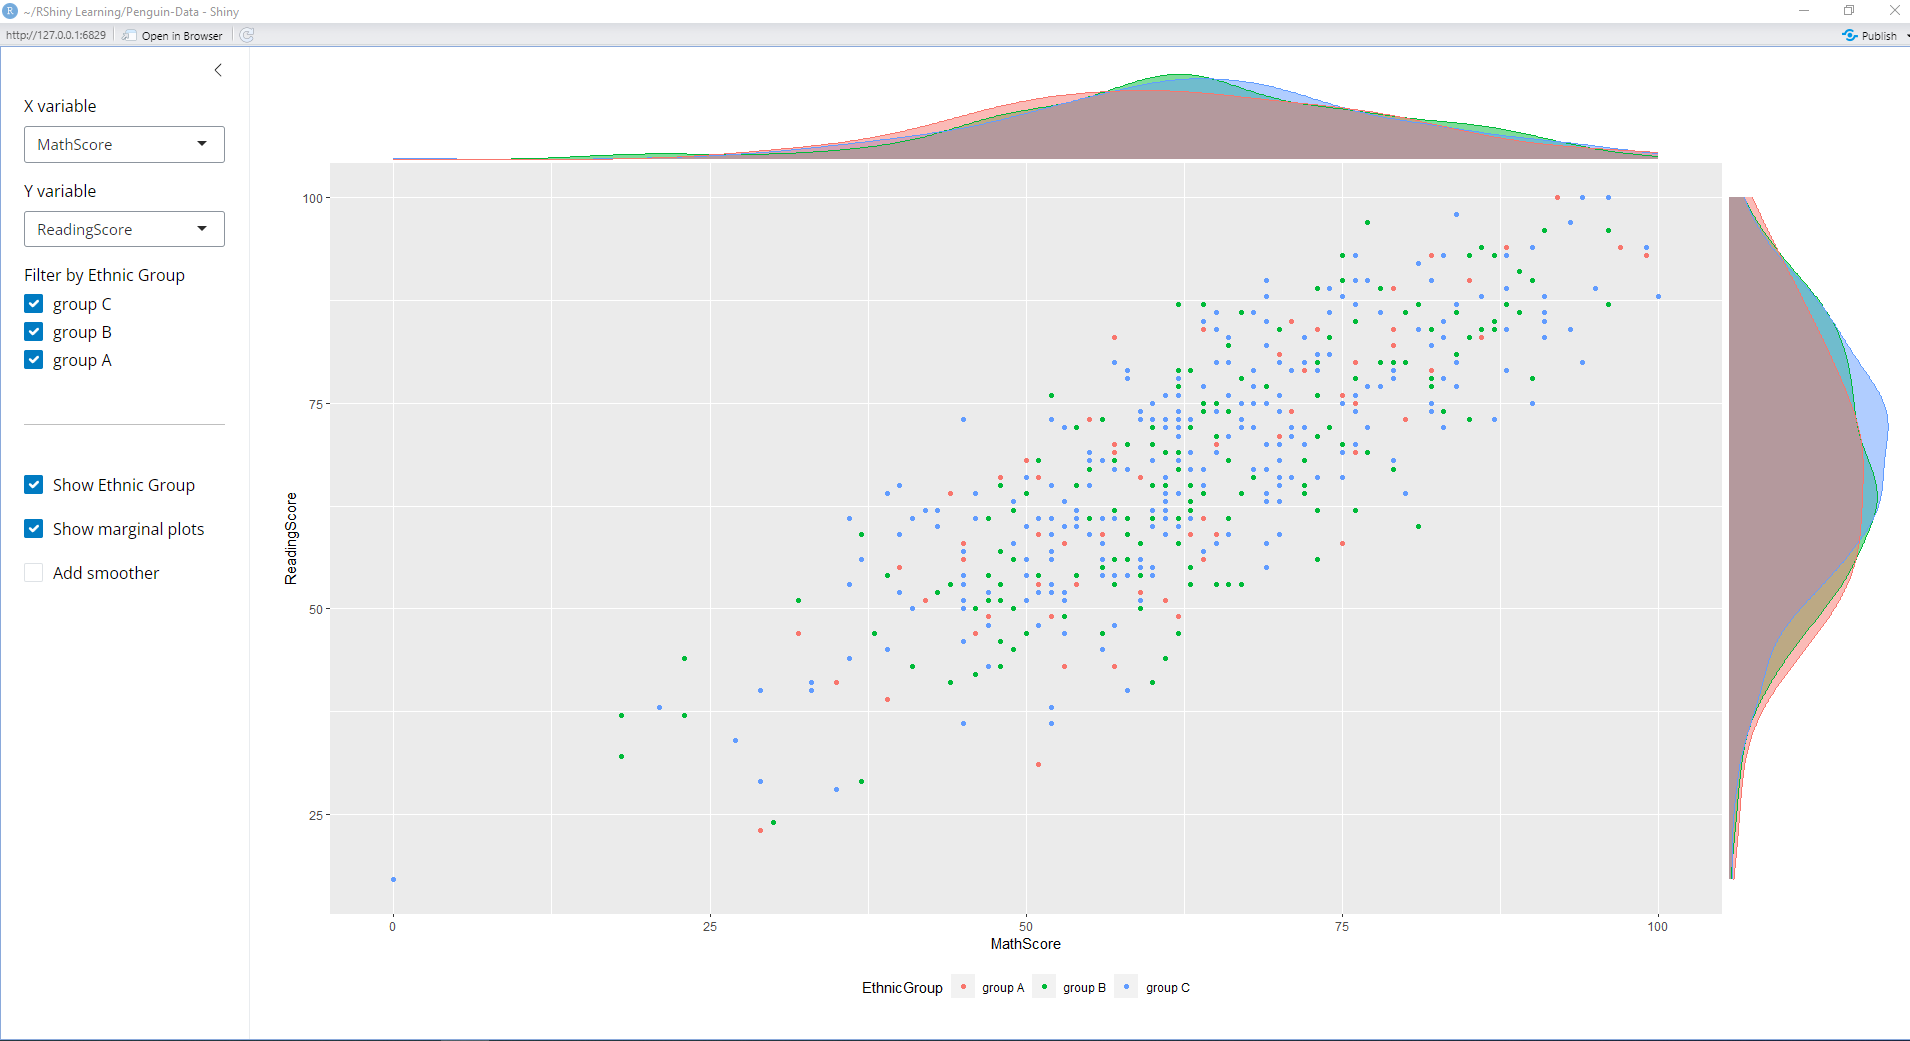 R ~/RShiny Learning/Penguin-Data - Shiny
http://127.0.0.1:6829 Open in Browser Publish
X variable
MathScore
Y variable
ReadingScore
Filter by Ethnic Group
group C
group B
group A
Show Ethnic Group
Show marginal plots
Add smoother
ReadingScore
100
75
50
25
0 25 50 75 100
MathScore
EthnicGroup group A group B group C